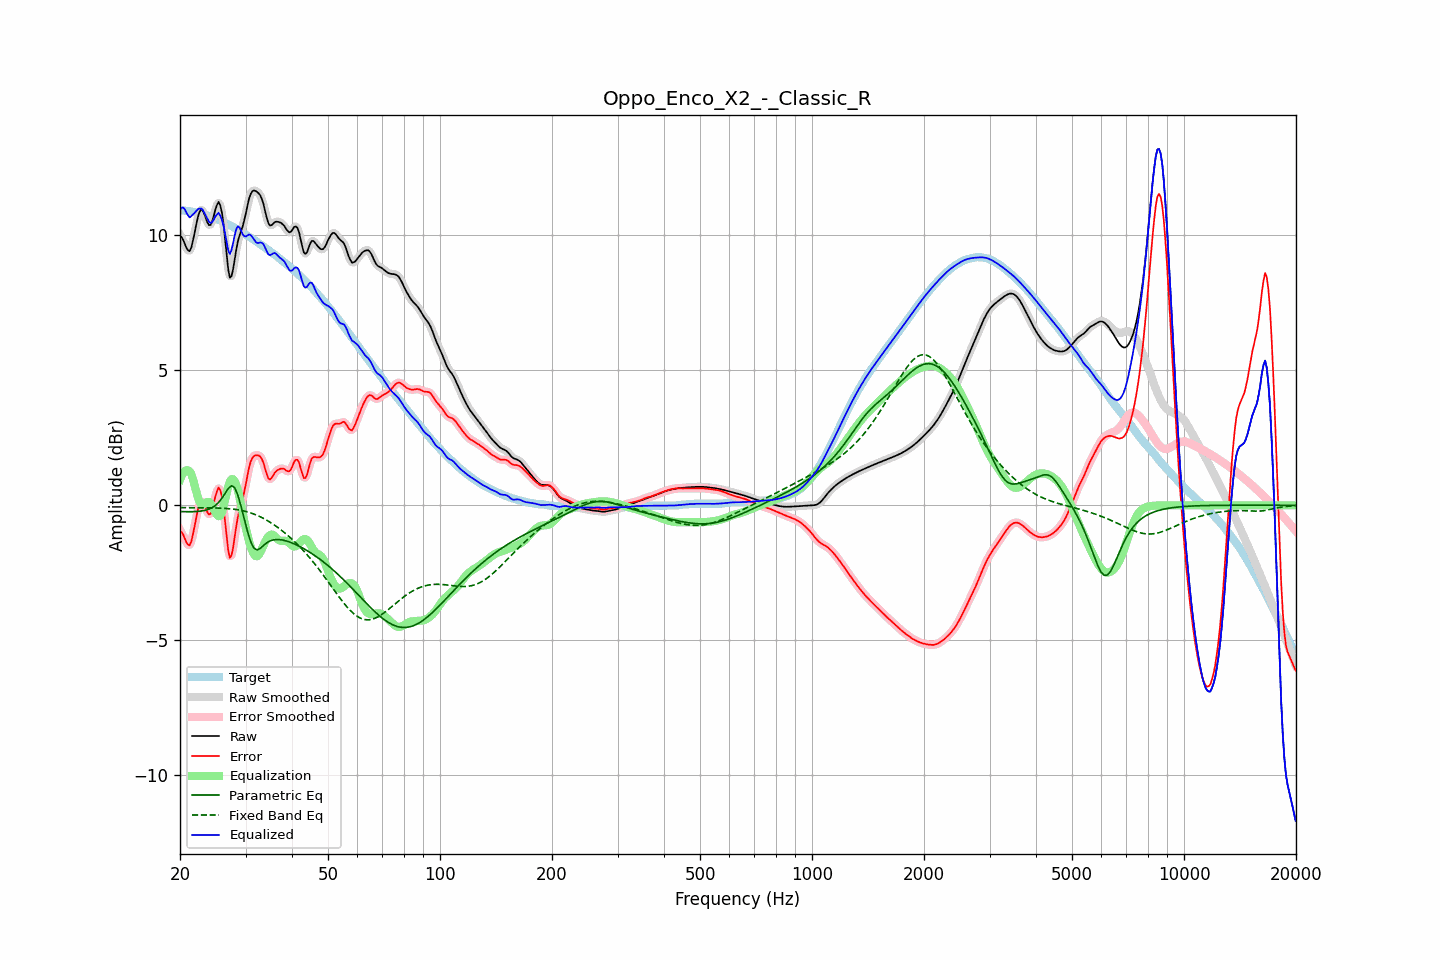 Oppo_Enco_X2_-_Classic_R
Amplitude (dBr)
10
5
0
−5
−10
Target
Raw Smoothed
Error Smoothed
Raw
Error
Equalization
Parametric Eq
Fixed Band Eq
Equalized
20 50 100 200 500 1000 2000 5000 10000 20000
Frequency (Hz)